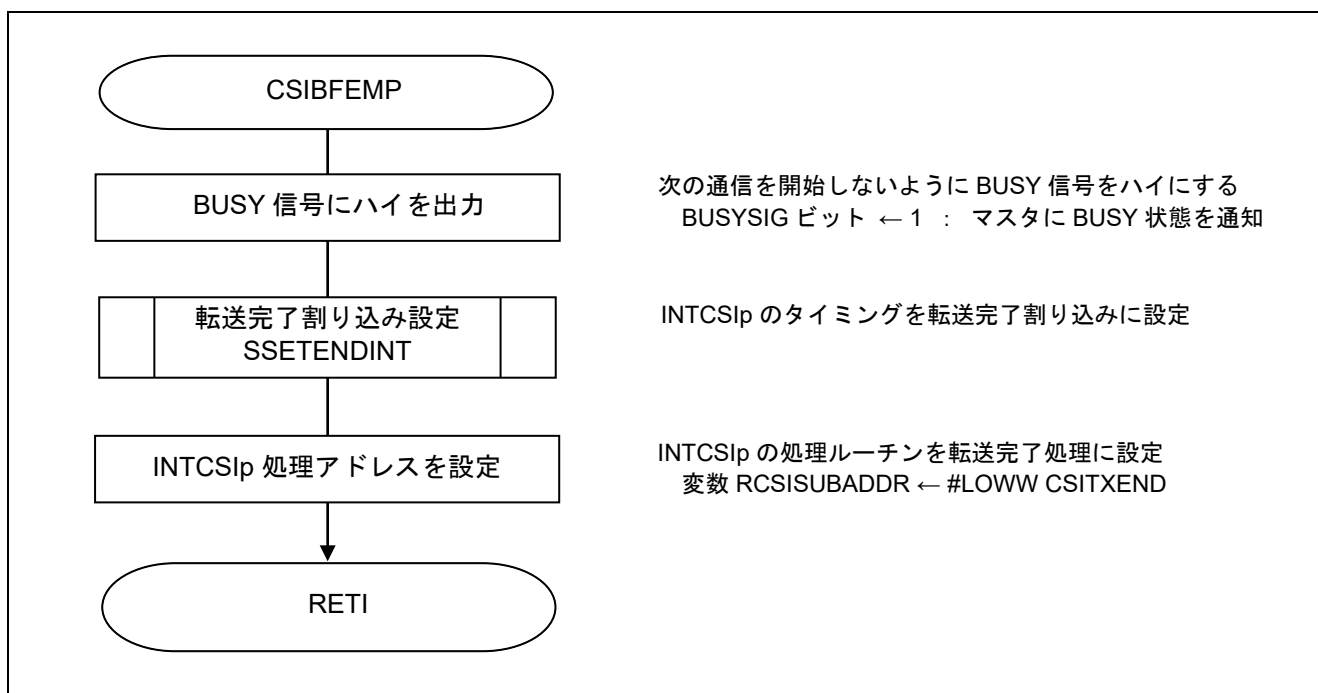 CSIBFEMP
BUSY 信号にハイを出力
次の通信を開始しないように BUSY 信号をハイにする
BUSYSIG ビット ← 1 : マスタに BUSY 状態を通知
転送完了割り込み設定
SSETENDINT
INTCSIp のタイミングを転送完了割り込みに設定
INTCSIp 処理アドレスを設定
INTCSIp の処理ルーチンを転送完了処理に設定
変数 RCSISUBADDR ← #LOWW CSITXEND
RETI